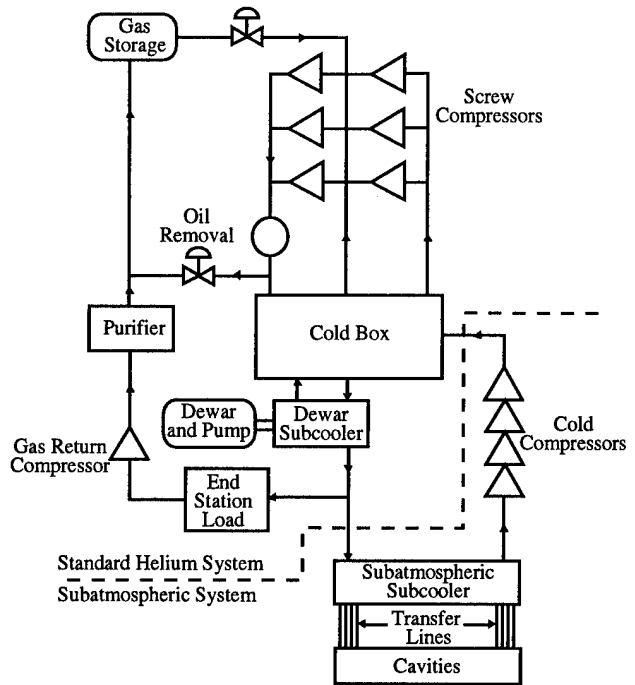 Gas
Storage
Screw
Compressors
Oil
Removal
Purifier
Cold Box
Dewar
and Pump
Dewar
Subcooler
Cold
Compressors
Gas Return
Compressor
End
Station
Load
Standard Helium System
Subatmospheric System
Subatmospheric
Subcooler
Transfer
Lines
Cavities